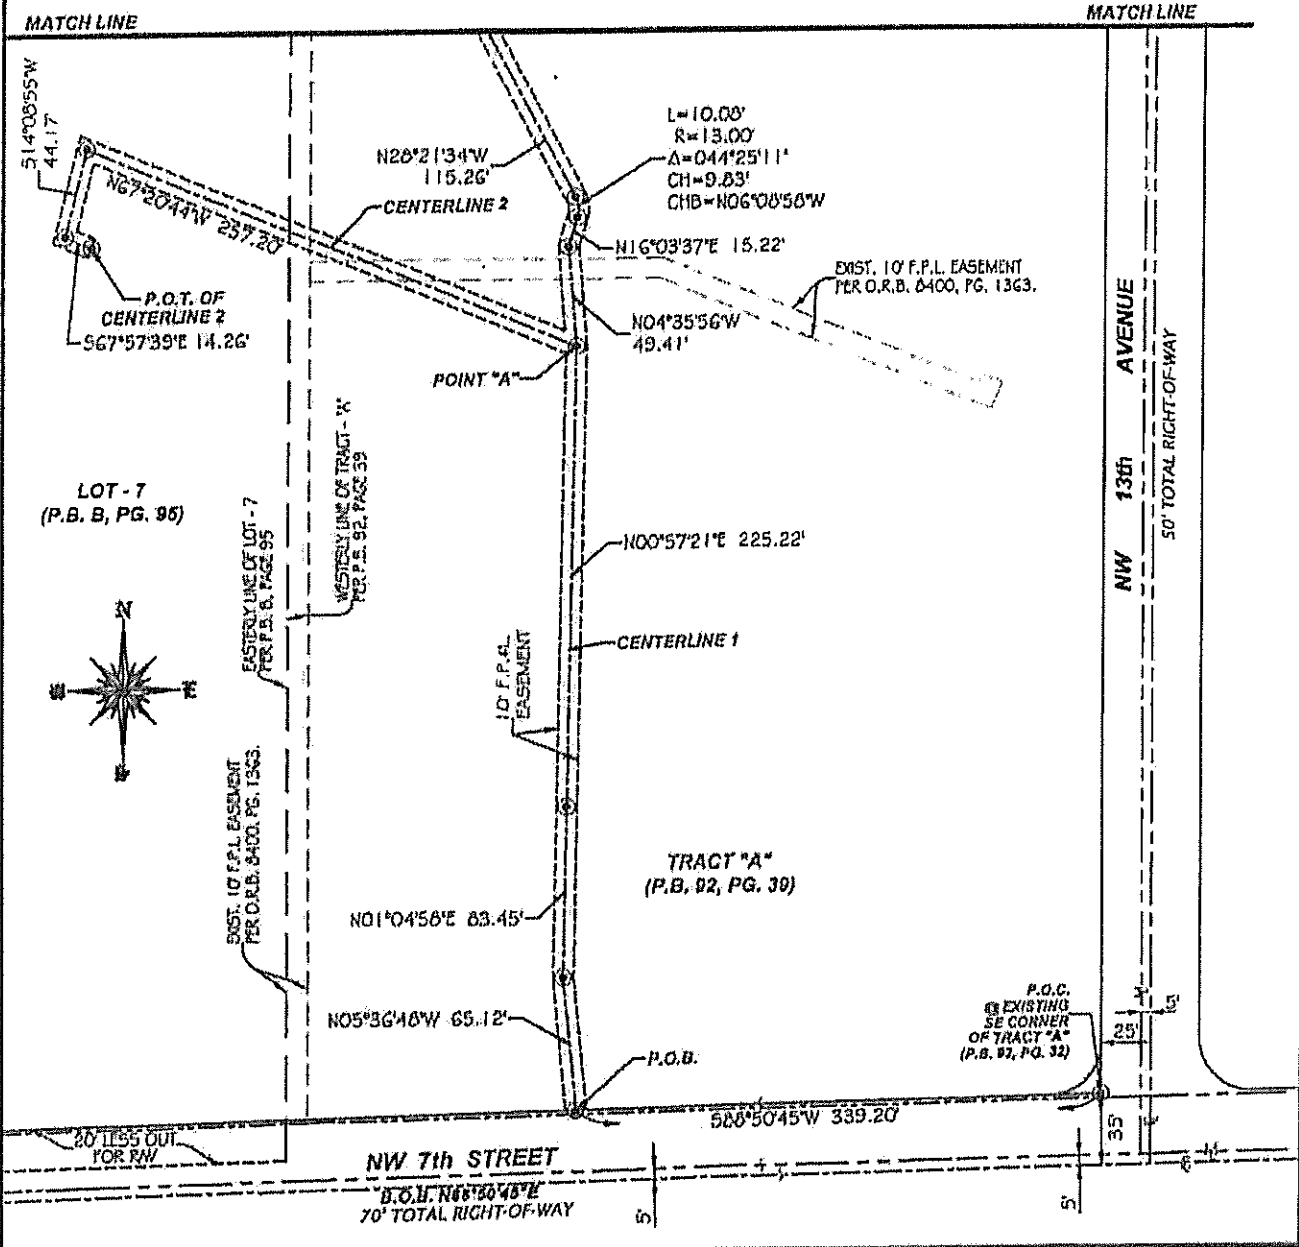 MATCH LINE
MATCH LINE
S14°08'55"W
44.17'
N67°20'44"W 257.20'
N28°21'34"W
115.26'
CENTERLINE 2
L=10.08'
R=13.00'
Δ=044°25'11"
CH=9.83'
CHB=N06°08'58"W
N16°03'37"E 15.22'
EXIST. 10' F.P.L. EASEMENT
PER O.R.B. 8400, PG. 1363.
P.O.T. OF
CENTERLINE 2
S67°57'39"E 14.26'
N04°35'56"W
49.41'
POINT "A"
NW 13th AVENUE
50' TOTAL RIGHT-OF-WAY
LOT - 7
(P.B. B, PG. 95)
EASTERLY LINE OF LOT - 7
PER P.B. B, PAGE 95
WESTERLY LINE OF TRACT - "A"
PER P.B. 92, PAGE 39
N00°57'21"E 225.22'
CENTERLINE 1
10' F.P.&L.
EASEMENT
N
E
EXIST. 10' F.P.L. EASEMENT
PER O.R.B. 8400, PG. 1363.
TRACT "A"
(P.B. 92, PG. 39)
N01°04'58"E 83.45'
N05°36'48"W 65.12'
P.O.B.
P.O.C.
@ EXISTING
SE CORNER
OF TRACT "A"
(P.B. 92, PG. 32)
25'
5'
35'
S88°50'45"W 339.20'
20' LESS OUT
FOR R/W
NW 7th STREET
B.O.B. N88°50'45"E
70' TOTAL RIGHT-OF-WAY
5'
5'